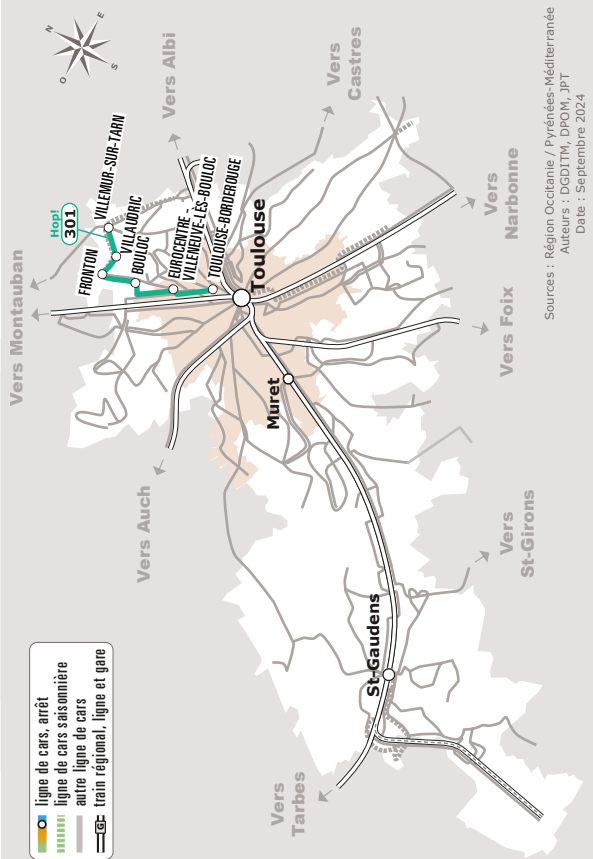 N
E
O
S
Vers Montauban
Vers Albi
Vers
Castres
Hop!
301
VILLEMUR-SUR-TARN
VILLAUDRIC
FRONTON
BOULOC
EUROCENTRE -
VILLENEUVE-LÈS-BOULOC
TOULOUSE-BORDEROUGE
Toulouse
Vers
Narbonne
Vers Foix
Muret
Vers Auch
Vers
St-Girons
St-Gaudens
Vers
Tarbes
ligne de cars, arrêt
ligne de cars saisonnière
autre ligne de cars
G train régional, ligne et gare
Sources : Région Occitanie / Pyrénées-Méditerranée
Auteurs : DGDITM, DPOM, JPT
Date : Septembre 2024